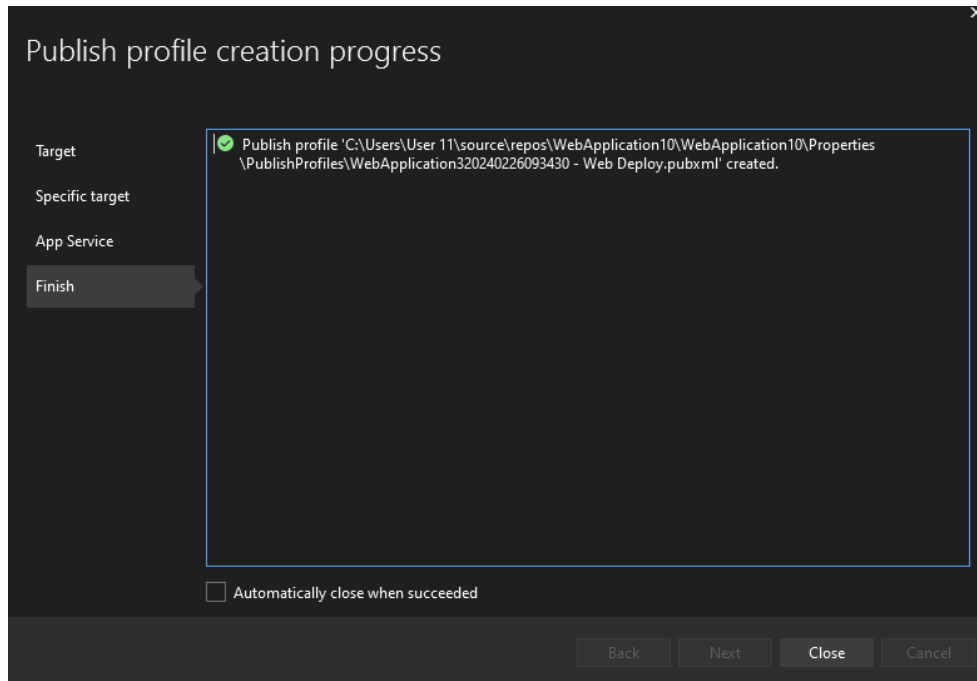 Publish profile creation progress
Target
Specific target
App Service
Finish
Publish profile 'C:\Users\User 11\source\repos\WebApplication10\WebApplication10\Properties
\PublishProfiles\WebApplication320240226093430 - Web Deploy.pubxml' created.
Automatically close when succeeded
Back
Next
Close
Cancel